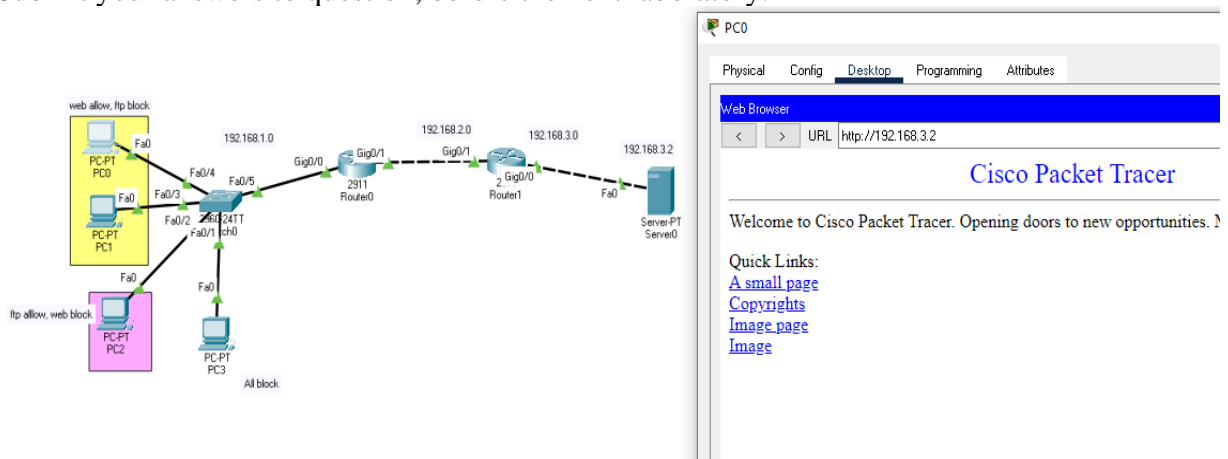 web allow, ftp block
Fa0
PC-PT
PC0
Fa0/4
Fa0
Fa0/3
Fa0/5
Fa0/2
Fa0/1
PC-PT
PC1
192.168.1.0
Gig0/0
Gig0/1
2911
Router0
192.168.2.0
Gig0/1
192.168.3.0
Gig0/0
Router1
192.168.3.2
Fa0
Server-PT
Server0
Fa0
ftp alllow, web block
PC-PT
PC2
Fa0
PC-PT
PC3
All block
PC0
Physical Config Desktop Programming Attributes
Web Browser
< > URL http://192.168.3.2
Cisco Packet Tracer
Welcome to Cisco Packet Tracer. Opening doors to new opportunities.
Quick Links:
A small page
Copyrights
Image page
Image